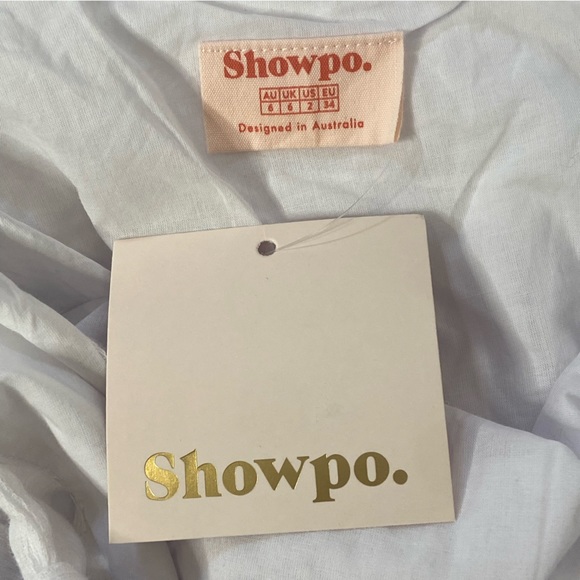 Showpo.
AU UK US EU
6 6 2 34
Designed in Australia
Showpo.